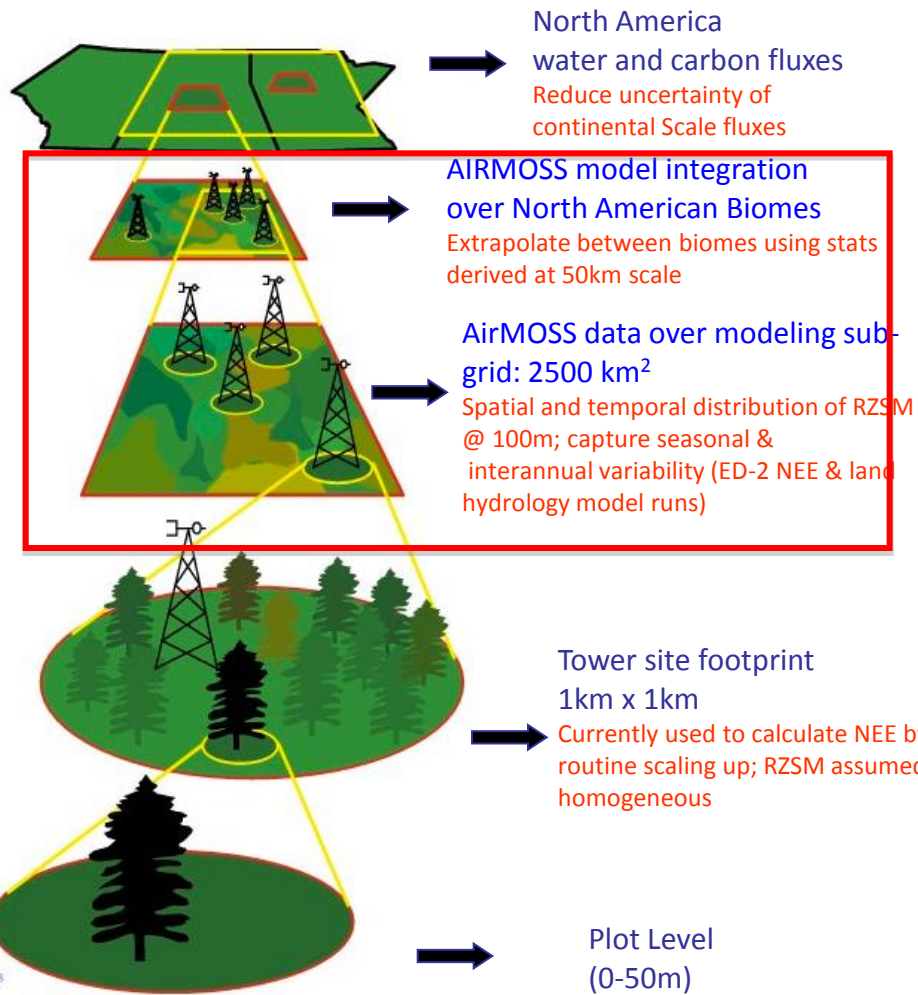 North America
water and carbon fluxes
Reduce uncertainty of
continental Scale fluxes
AIRMOSS model integration
over North American Biomes
Extrapolate between biomes using stats
derived at 50km scale
AirMOSS data over modeling sub-
grid: 2500 km²
Spatial and temporal distribution of RZSM
@ 100m; capture seasonal &
interannual variability (ED-2 NEE & land
hydrology model runs)
Tower site footprint
1km x 1km
Currently used to calculate NEE
routine scaling up; RZSM assumed
homogeneous
Plot Level
(0-50m)